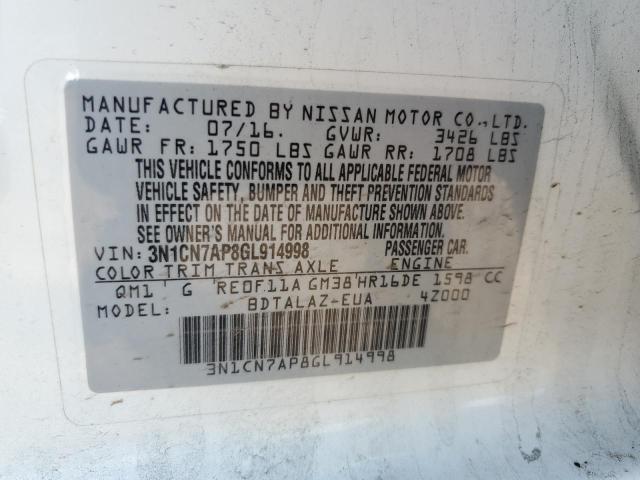 MANUFACTURED BY NISSAN MOTOR CO.,LTD.
DATE: 07/16. GVWR: 3426 LBS
GAWR FR: 1750 LBS GAWR RR: 1708 LBS
THIS VEHICLE CONFORMS TO ALL APPLICABLE FEDERAL MOTOR
VEHICLE SAFETY, BUMPER AND THEFT PREVENTION STANDARDS
IN EFFECT ON THE DATE OF MANUFACTURE SHOWN ABOVE.
SEE OWNER'S MANUAL FOR ADDITIONAL INFORMATION.
VIN: 3N1CN7AP8GL914998 PASSENGER CAR.
COLOR TRIM TRANS AXLE ENGINE
QM1 ' G RE0F11A GM38'HR16DE 1598 CC
MODEL: BDTALAZ-EUA 4Z000
3N1CN7AP8GL914998